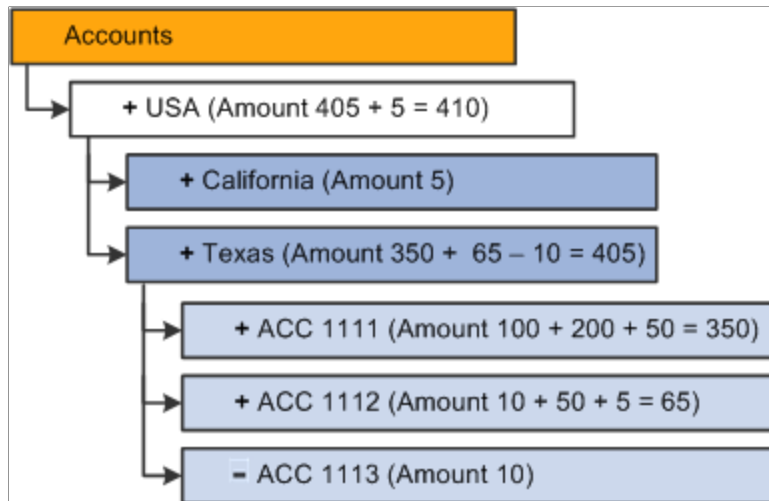 Accounts
+ USA (Amount 405 + 5 = 410)
+ California (Amount 5)
+ Texas (Amount 350 + 65 – 10 = 405)
+ ACC 1111 (Amount 100 + 200 + 50 = 350)
+ ACC 1112 (Amount 10 + 50 + 5 = 65)
- ACC 1113 (Amount 10)